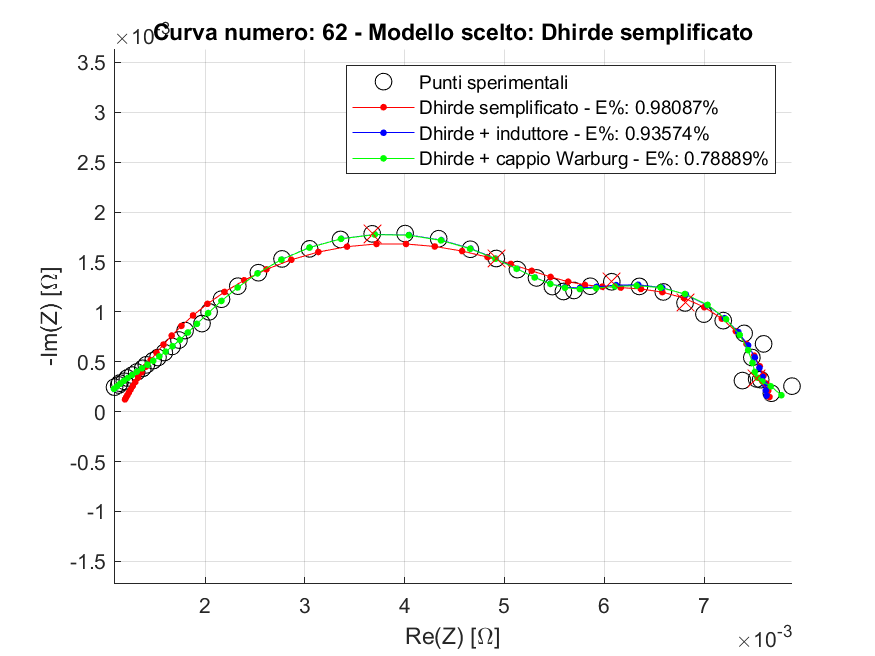 ×10⁻³
Curva numero: 62 - Modello scelto: Dhirde semplificato
3.5
3
2.5
2
1.5
1
0.5
0
-0.5
-1
-1.5
-Im(Z) [Ω]
Punti sperimentali
Dhirde semplificato - E%: 0.98087%
Dhirde + induttore - E%: 0.93574%
Dhirde + cappio Warburg - E%: 0.78889%
2 3 4 5 6 7
Re(Z) [Ω]
×10⁻³